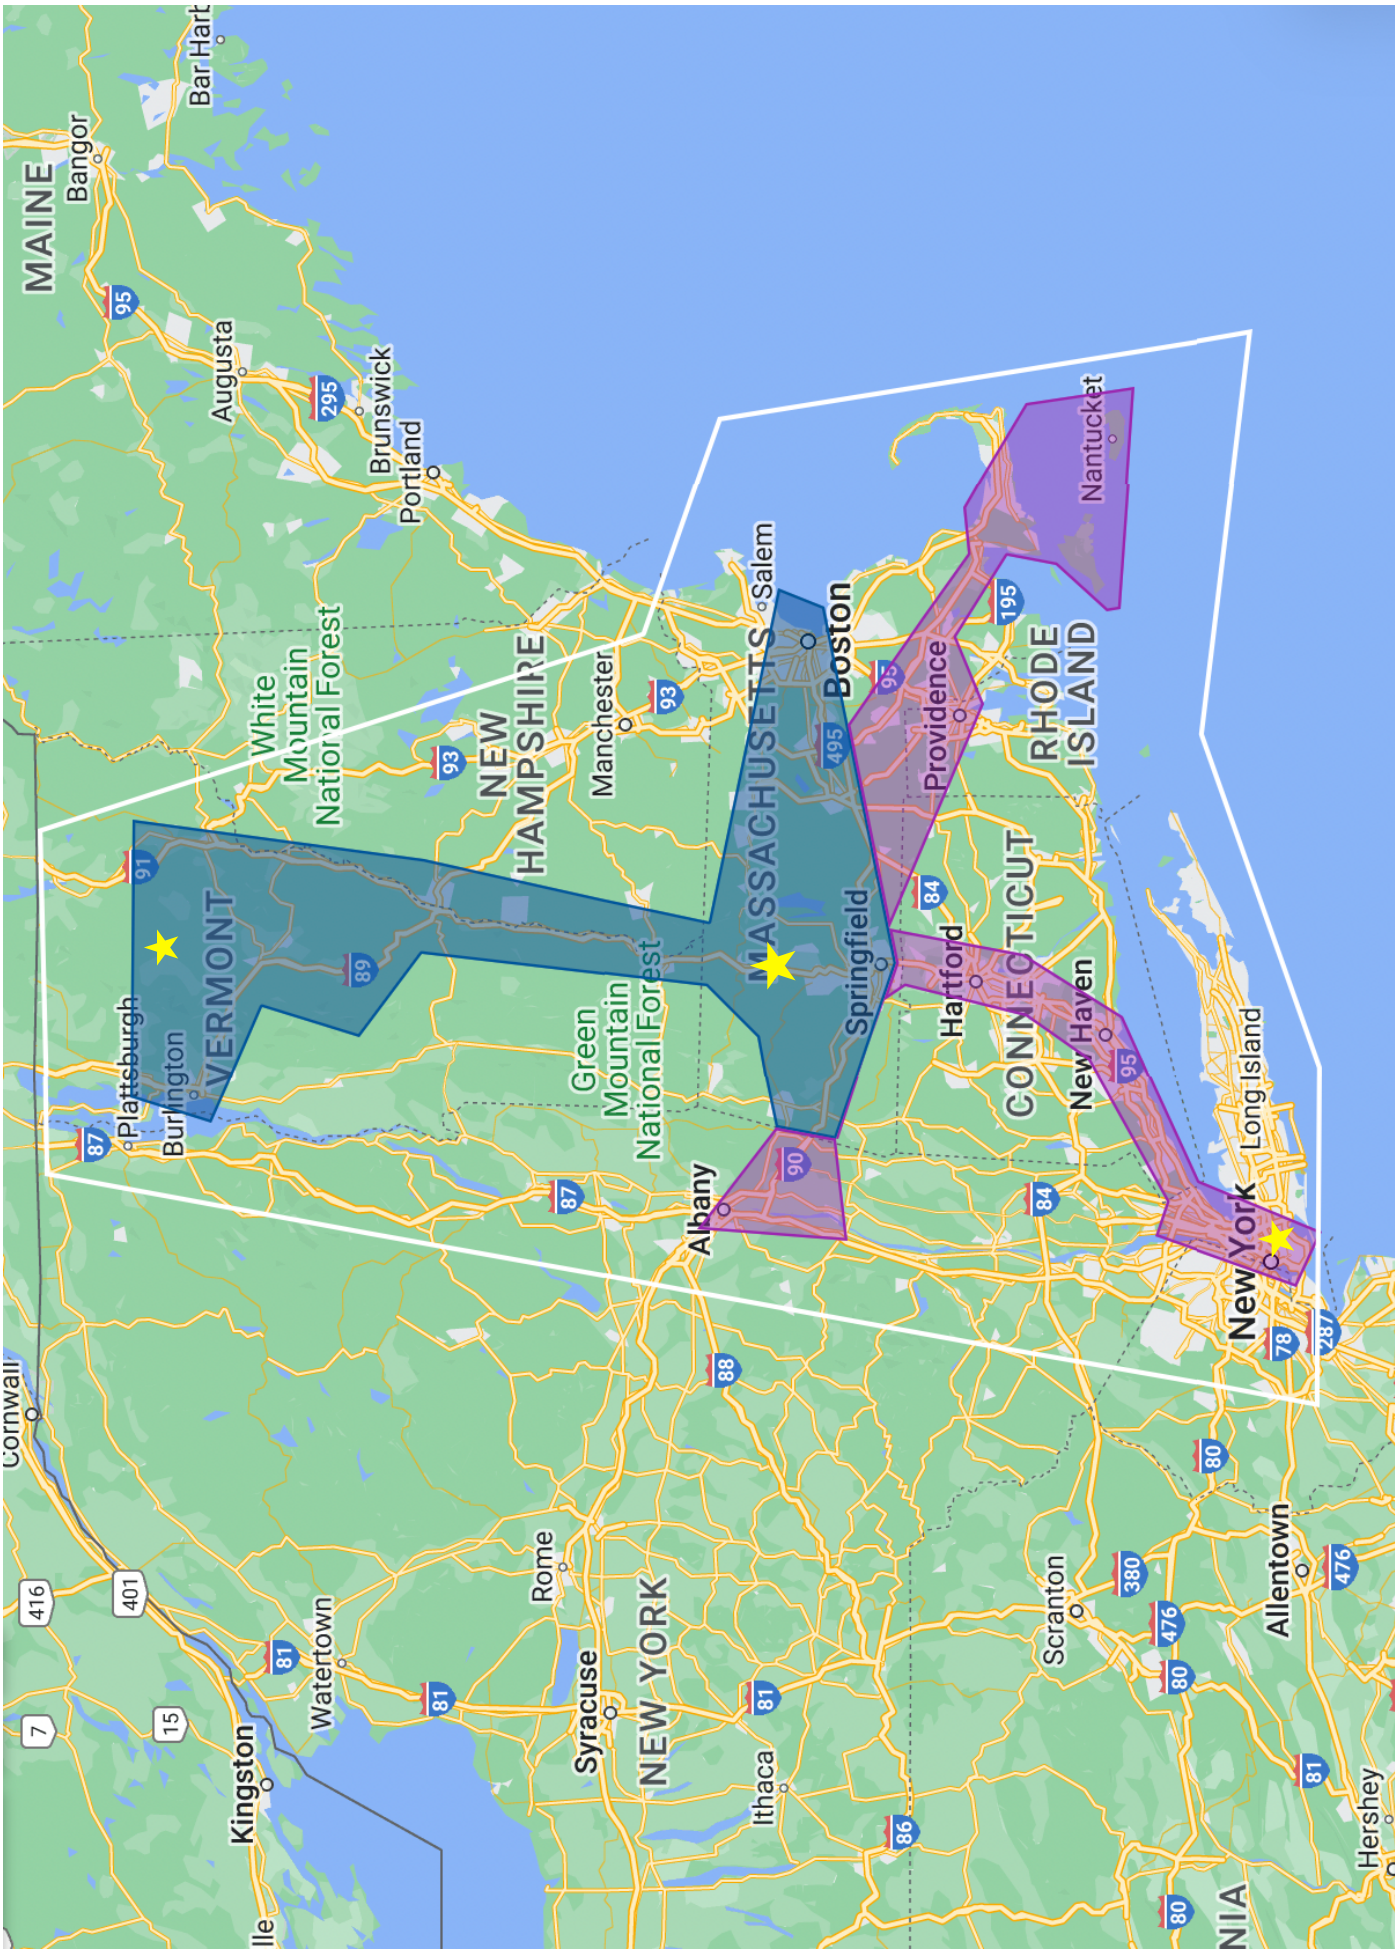 Cornwall
7
416
MAINE
Bangor
87
95
401
Plattsburgh
91
15
Burlington
Bar Harb
VERMONT
Augusta
Kingston
lle
White
Mountain
National Forest
81
Watertown
295
89
Brunswick
Portland
81
93
NEW
HAMPSHIRE
Rome
87
Syracuse
Green
Mountain
National Forest
Manchester
NEW YORK
93
Albany
88
Ithaca
81
MASSACHUSETTS
Salem
90
495
Boston
Springfield
95
86
84
Providence
Hartford
195
CONNECTICUT
84
RHODE
ISLAND
Scranton
New Haven
Nantucket
95
380
476
80
80
80
NIA
New York
Long Island
Allentown
78
81
287
476
Hershey